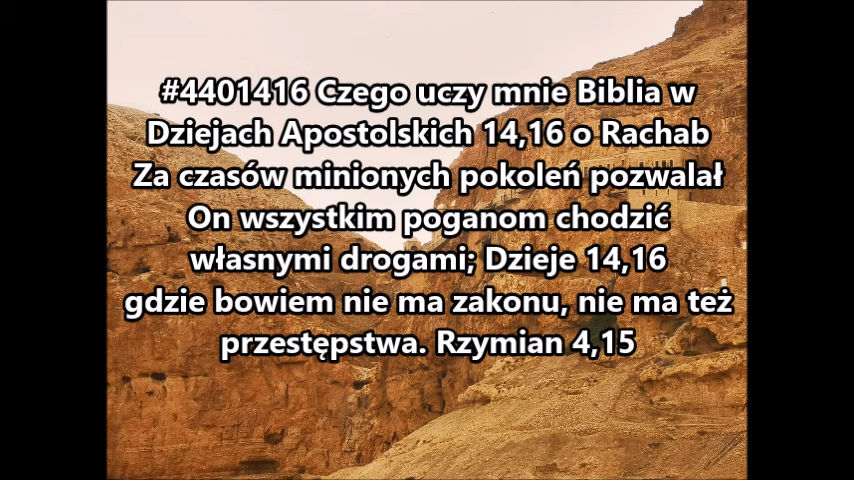 #4401416 Czego uczy mnie Biblia w
Dziejach Apostolskich 14,16 o Rachab
Za czasów minionych pokoleń pozwalał
On wszystkim poganom chodzić
własnymi drogami; Dzieje 14,16
gdzie bowiem nie ma zakonu, nie ma też
przestępstwa. Rzymian 4,15